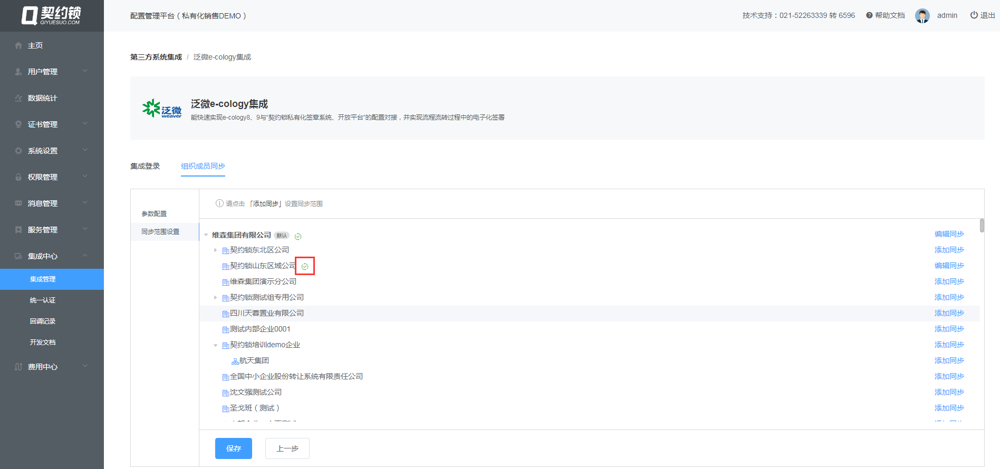 契约锁
QIYUESUO.COM
配置管理平台（私有化销售DEMO）
技术支持：021-52263339 转 6596
帮助文档
admin
退出
主页
用户管理
数据统计
证书管理
系统设置
权限管理
消息管理
服务管理
集成中心
集成管理
统一认证
回调记录
开发文档
费用中心
第三方系统集成 / 泛微e-cology集成
泛微
weaver
泛微e-cology集成
能快速实现e-cology8、9与“契约锁私有化签章系统、开放平台”的配置对接，并实现流程流转过程中的电子化签署
集成登录
组织成员同步
参数配置
同步范围设置
请点击「添加同步」设置同步范围
维森集团有限公司 默认 编辑同步
契约锁东北区公司 添加同步
契约锁山东区域公司 编辑同步
维森集团演示分公司 添加同步
契约锁测试组专用公司 添加同步
四川天蓉置业有限公司 添加同步
测试内部企业0001 添加同步
契约锁培训demo企业 添加同步
航天集团 添加同步
全国中小企业股份转让系统有限责任公司 添加同步
沈文强测试公司 添加同步
圣戈班（测试） 添加同步
保存
上一步